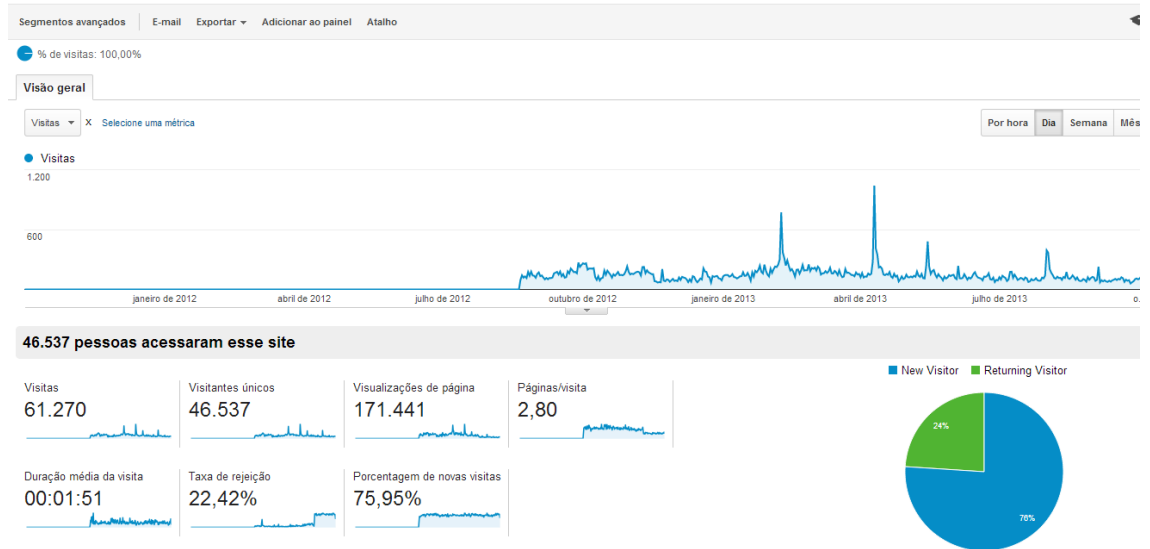 Segmentos avançados E-mail Exportar Adicionar ao painel Atalho
% de visitas: 100,00%
Visão geral
Visitas X Selecione uma métrica Por hora Dia Semana Mês
Visitas
1.200
600
janeiro de 2012 abril de 2012 julho de 2012 outubro de 2012 janeiro de 2013 abril de 2013 julho de 2013 o.
46.537 pessoas acessaram esse site
New Visitor Returning Visitor
Visitas Visitantes únicos Visualizações de página Páginas/visita
61.270 46.537 171.441 2,80
24%
Duração média da visita Taxa de rejeição Porcentagem de novas visitas
00:01:51 22,42% 75,95%
76%